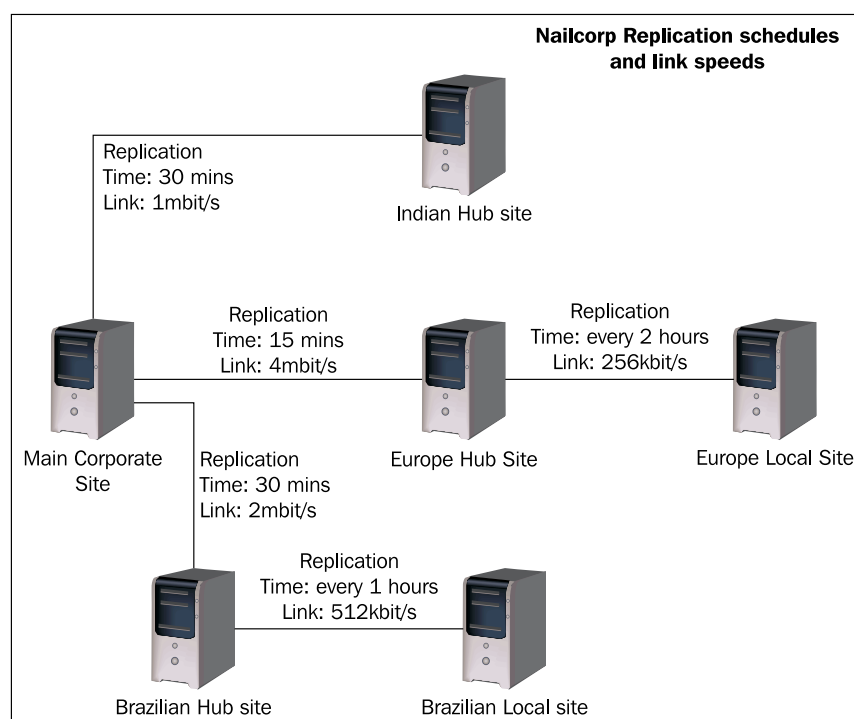 Nailcorp Replication schedules
and link speeds
Replication
Time: 30 mins
Link: 1mbit/s
Indian Hub site
Replication
Time: 15 mins
Link: 4mbit/s
Replication
Time: every 2 hours
Link: 256kbit/s
Main Corporate
Site
Europe Hub Site
Europe Local Site
Replication
Time: 30 mins
Link: 2mbit/s
Replication
Time: every 1 hours
Link: 512kbit/s
Brazilian Hub site
Brazilian Local site